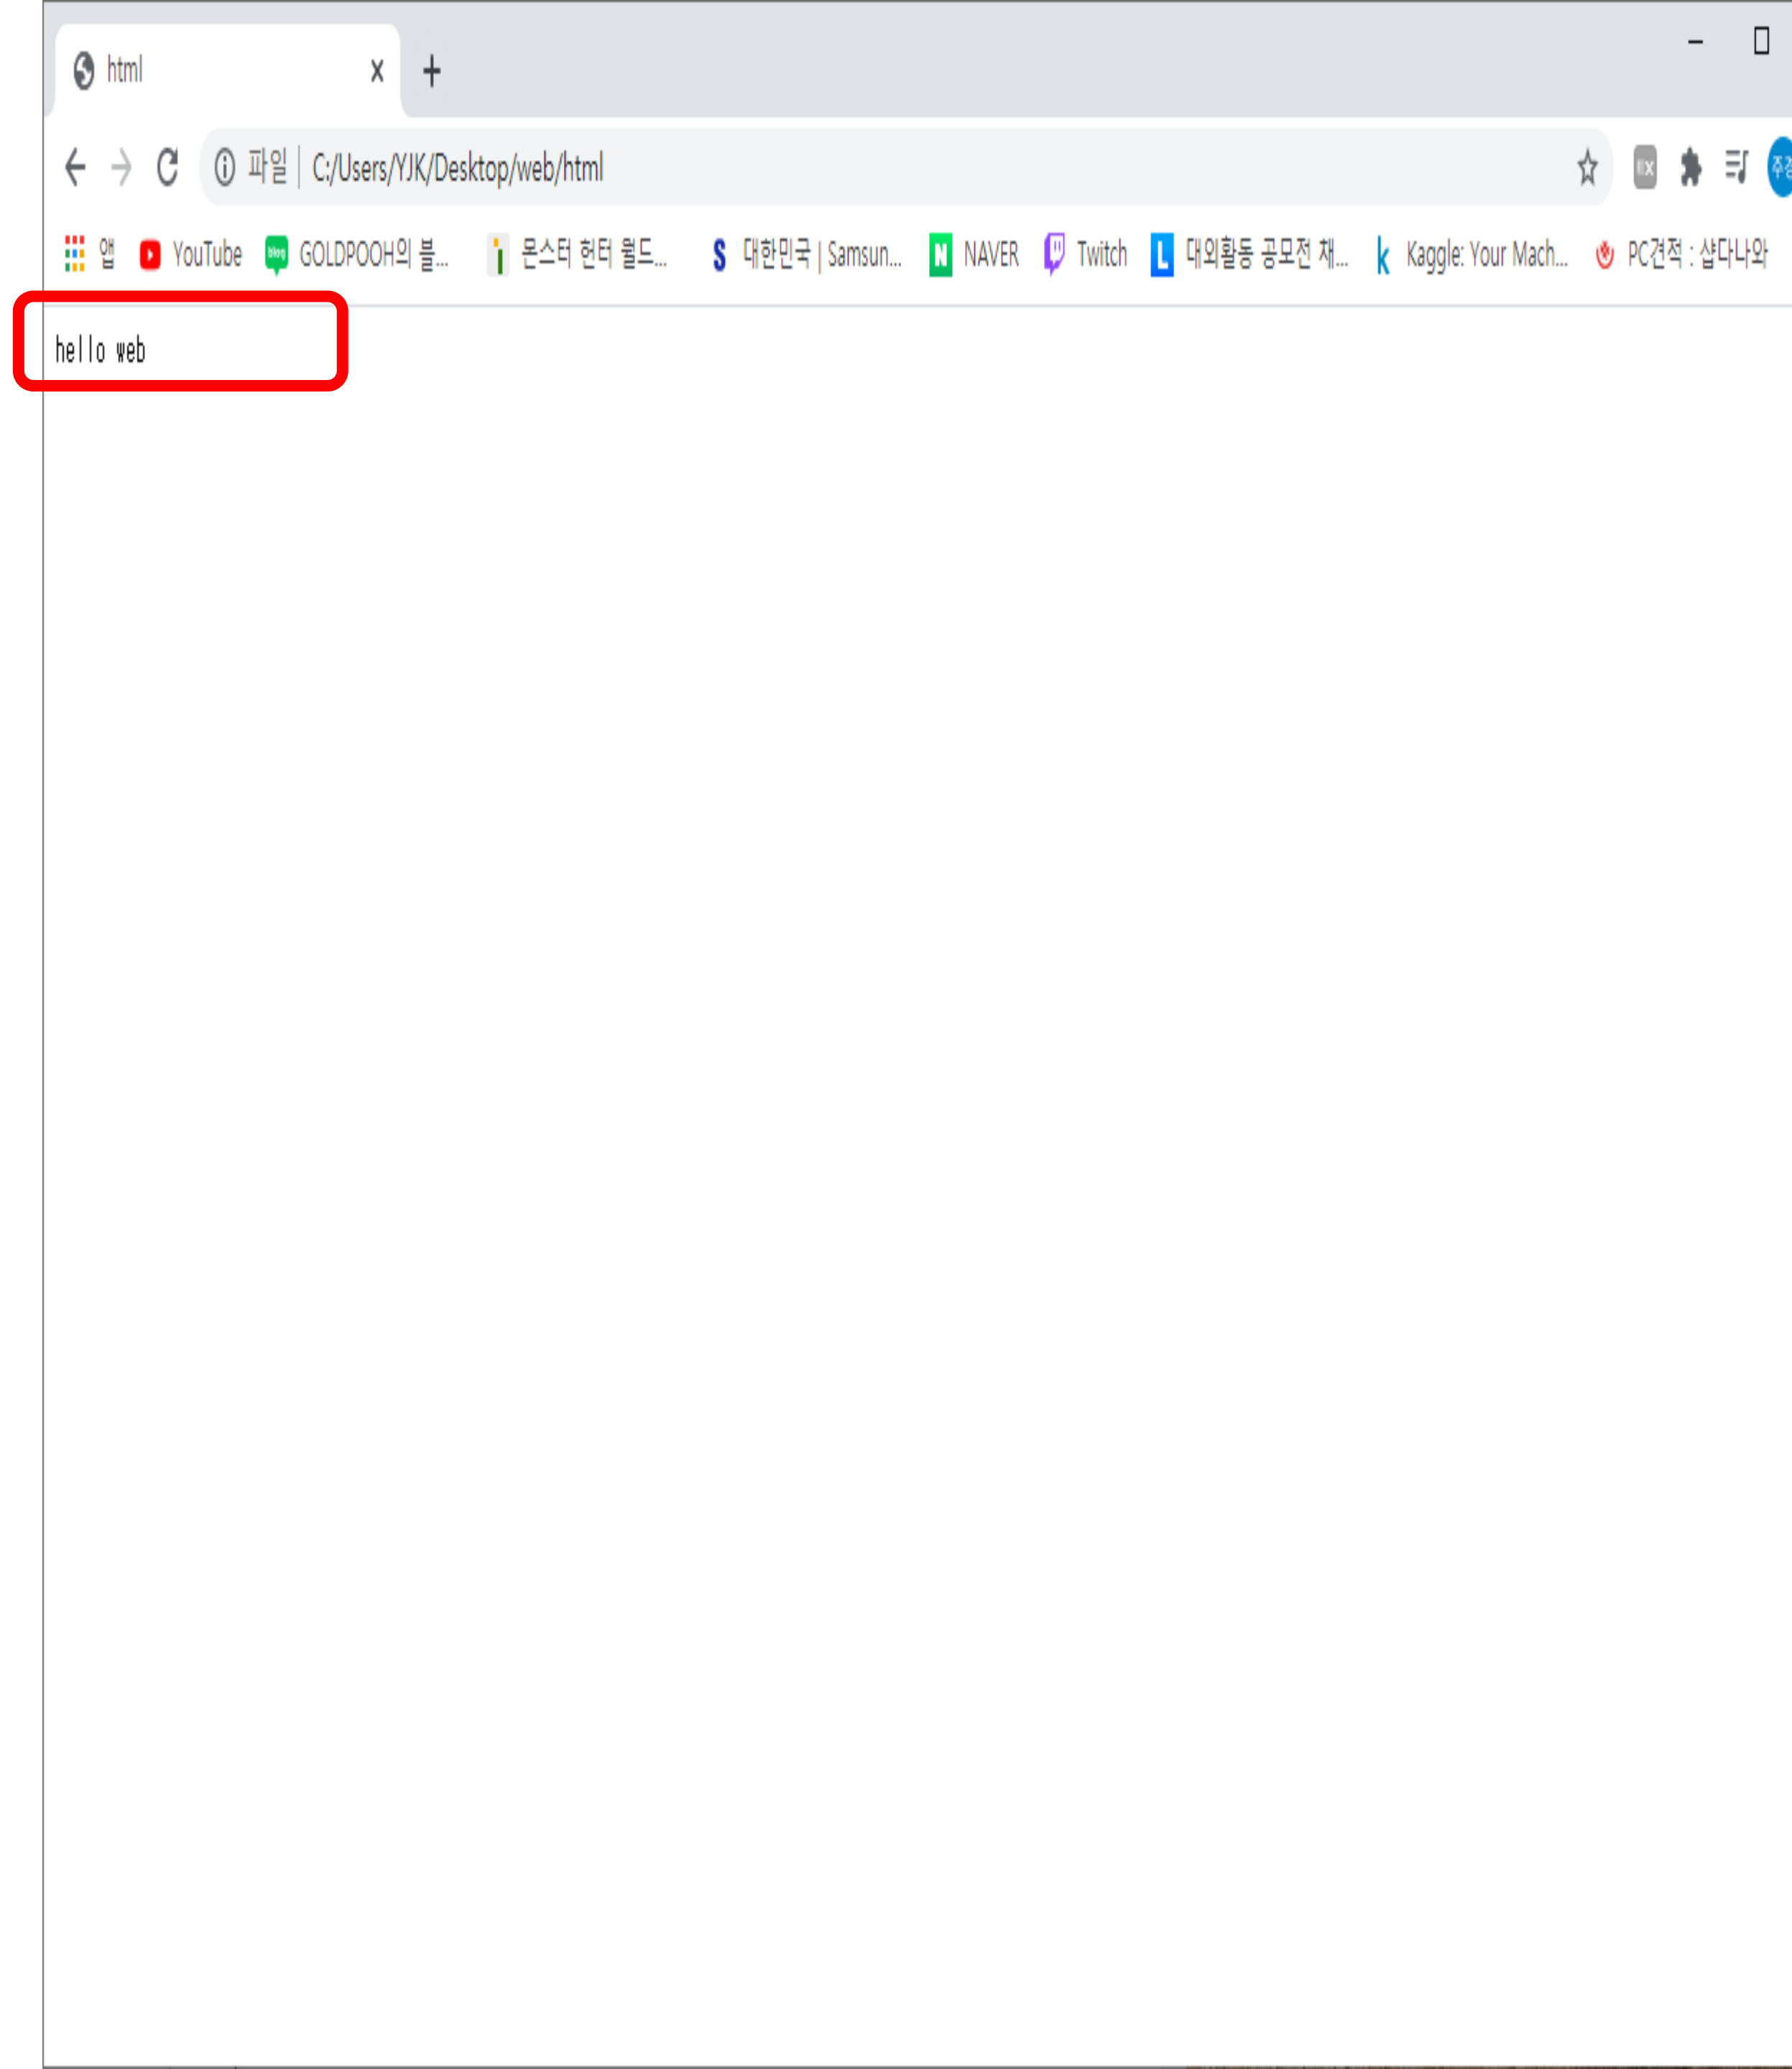 html
파일 | C:/Users/YJK/Desktop/web/html
앱 YouTube GOLDPOOH의 블... 몬스터 헌터 월드... 대한민국 | Samsun... NAVER Twitch 대외활동 공모전 채... Kaggle: Your Mach... PC견적 : 샵다나와
hello web